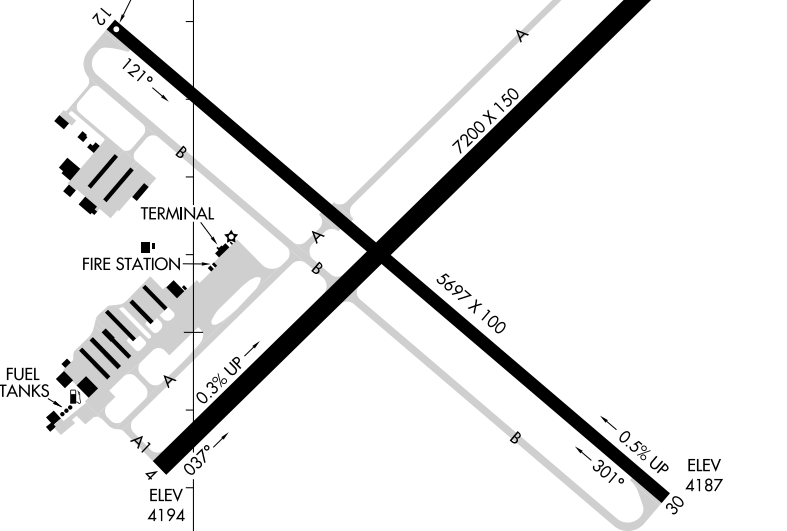 12
121°
A
7200 X 150
B
TERMINAL
A
FIRE STATION
B
5697 X 100
0.3% UP
A
FUEL
TANKS
A1
037°
4
ELEV
4194
B
0.5% UP
301°
ELEV
4187
30